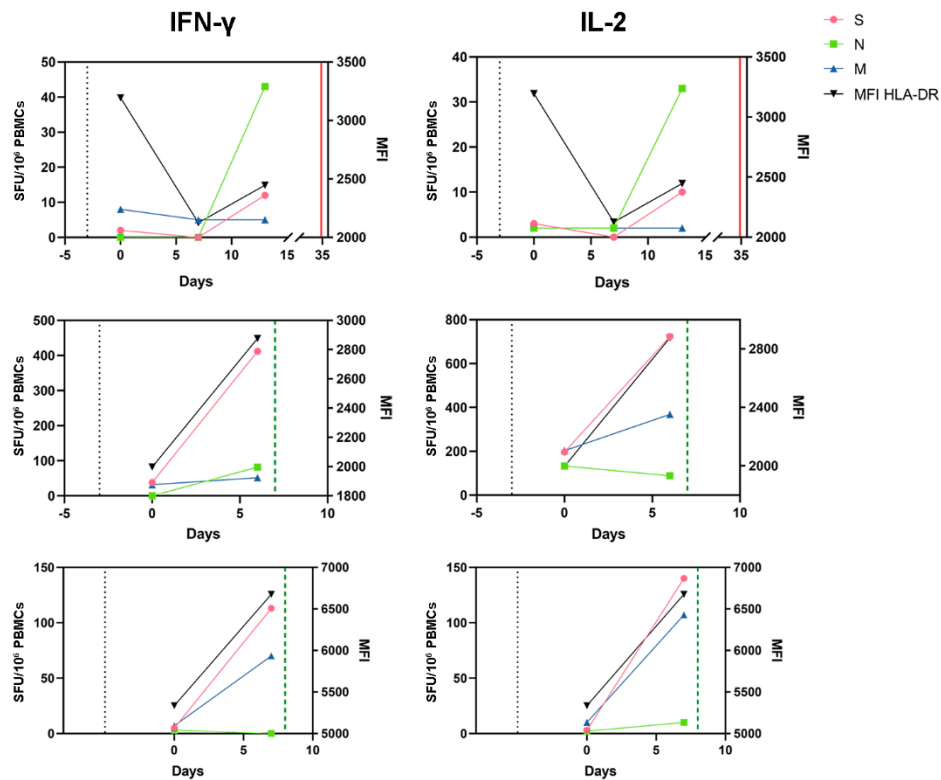 IFN-γ
IL-2
S
N
M
MFI HLA-DR
SFU/10⁶ PBMCs
50
40
30
20
10
0
3500
3000
2500
2000
MFI
-5 0 5 10 15 35
Days
SFU/10⁶ PBMCs
40
30
20
10
0
3500
3000
2500
2000
MFI
-5 0 5 10 15 35
Days
SFU/10⁶ PBMCs
500
400
300
200
100
0
3000
2800
2600
2400
2200
2000
1800
MFI
-5 0 5 10
Days
SFU/10⁶ PBMCs
800
600
400
200
0
2800
2400
2000
MFI
-5 0 5 10
Days
SFU/10⁶ PBMCs
150
100
50
0
7000
6500
6000
5500
5000
MFI
0 5 10
Days
SFU/10⁶ PBMCs
150
100
50
0
7000
6500
6000
5500
5000
MFI
0 5 10
Days